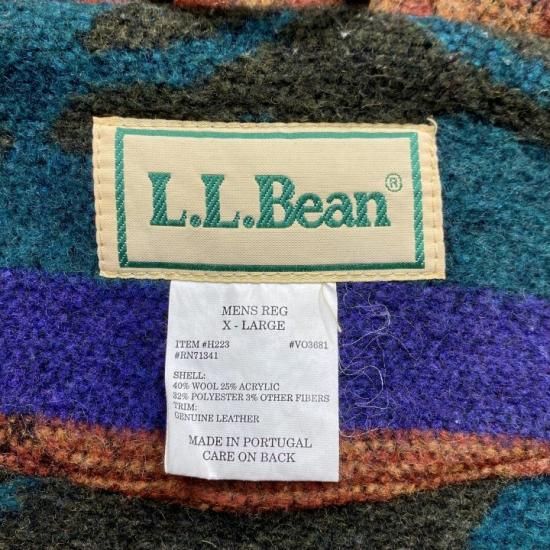 L.L.Bean®
MENS REG
X - LARGE
ITEM #H223 #VO3681
#RN71341
SHELL:
40% WOOL 25% ACRYLIC
32% POLYESTER 3% OTHER FIBERS
TRIM:
GENUINE LEATHER
MADE IN PORTUGAL
CARE ON BACK